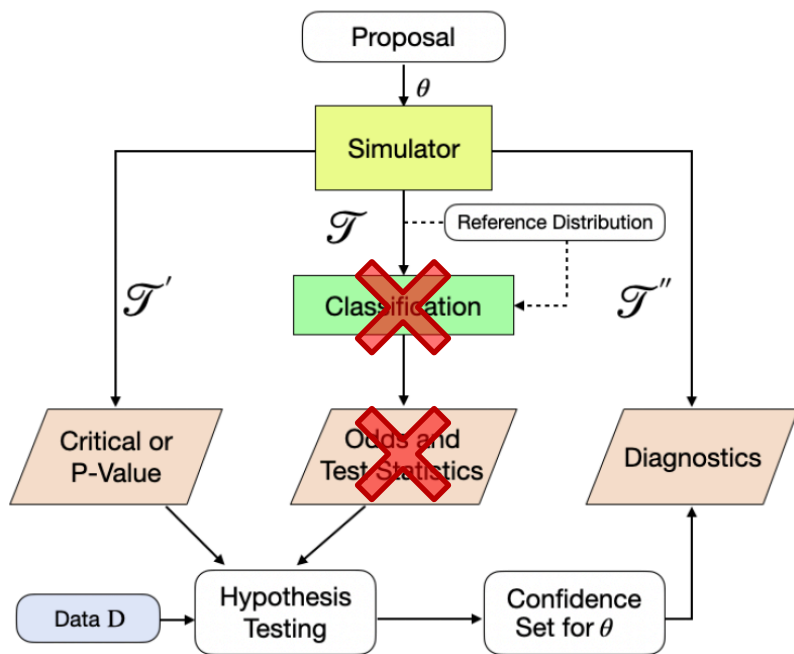 Proposal
θ
Simulator
𝒯
Reference Distribution
𝒯′
Classification
𝒯″
Critical or
P-Value
Odds and
Test Statistics
Diagnostics
Data D
Hypothesis
Testing
Confidence
Set for θ